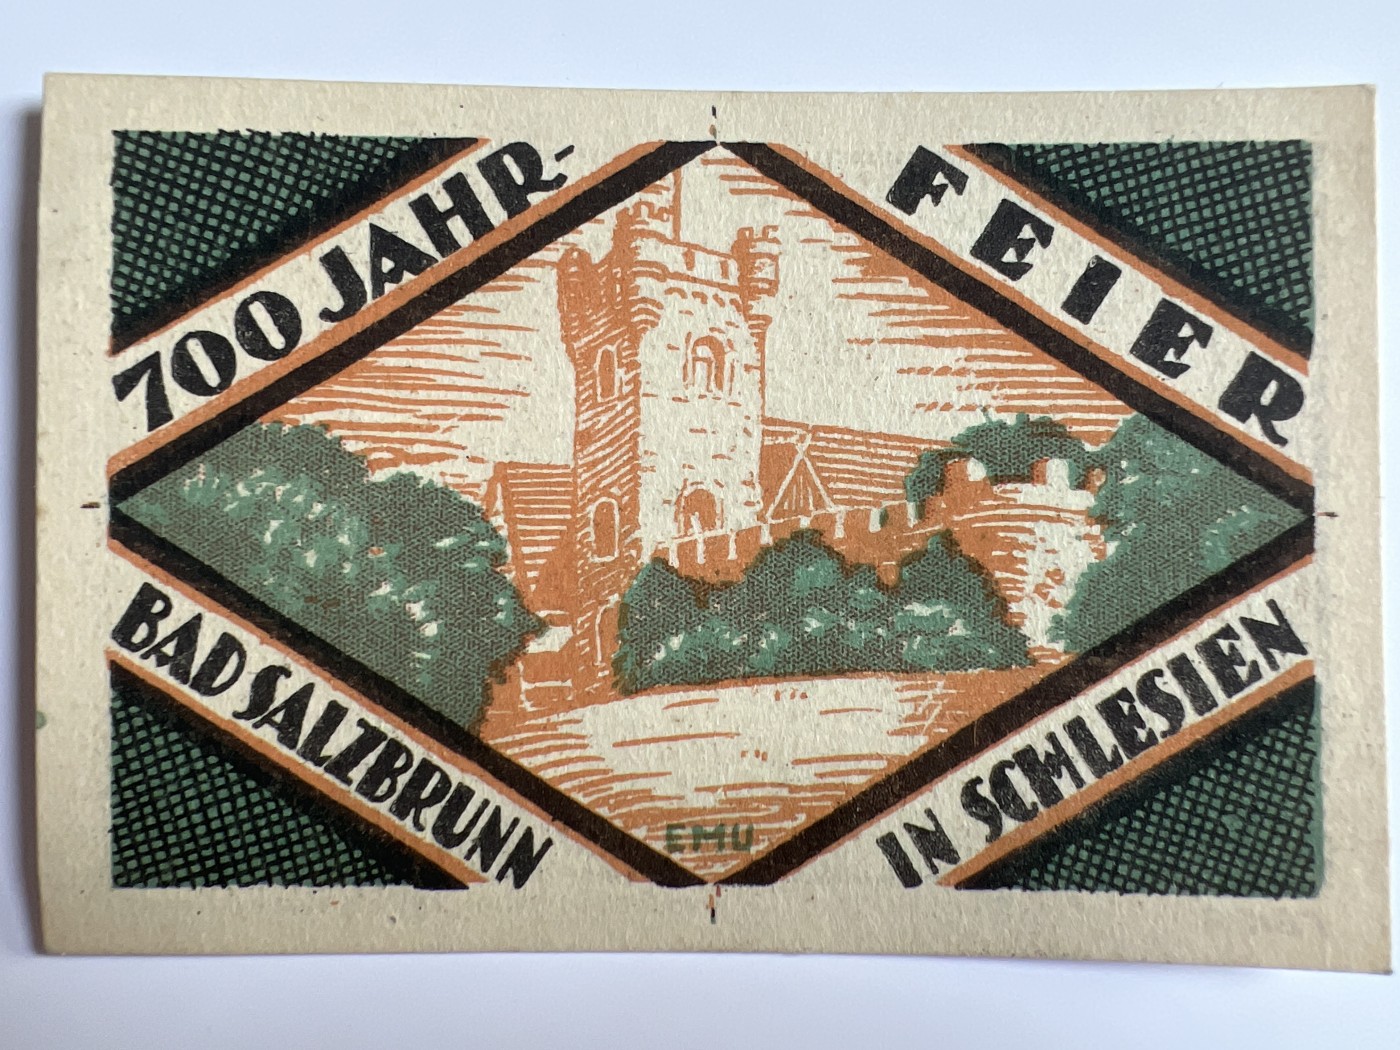 700 JAHR-
FEIER
BAD SALZBRUNN
IN SCHLESIEN
EMU